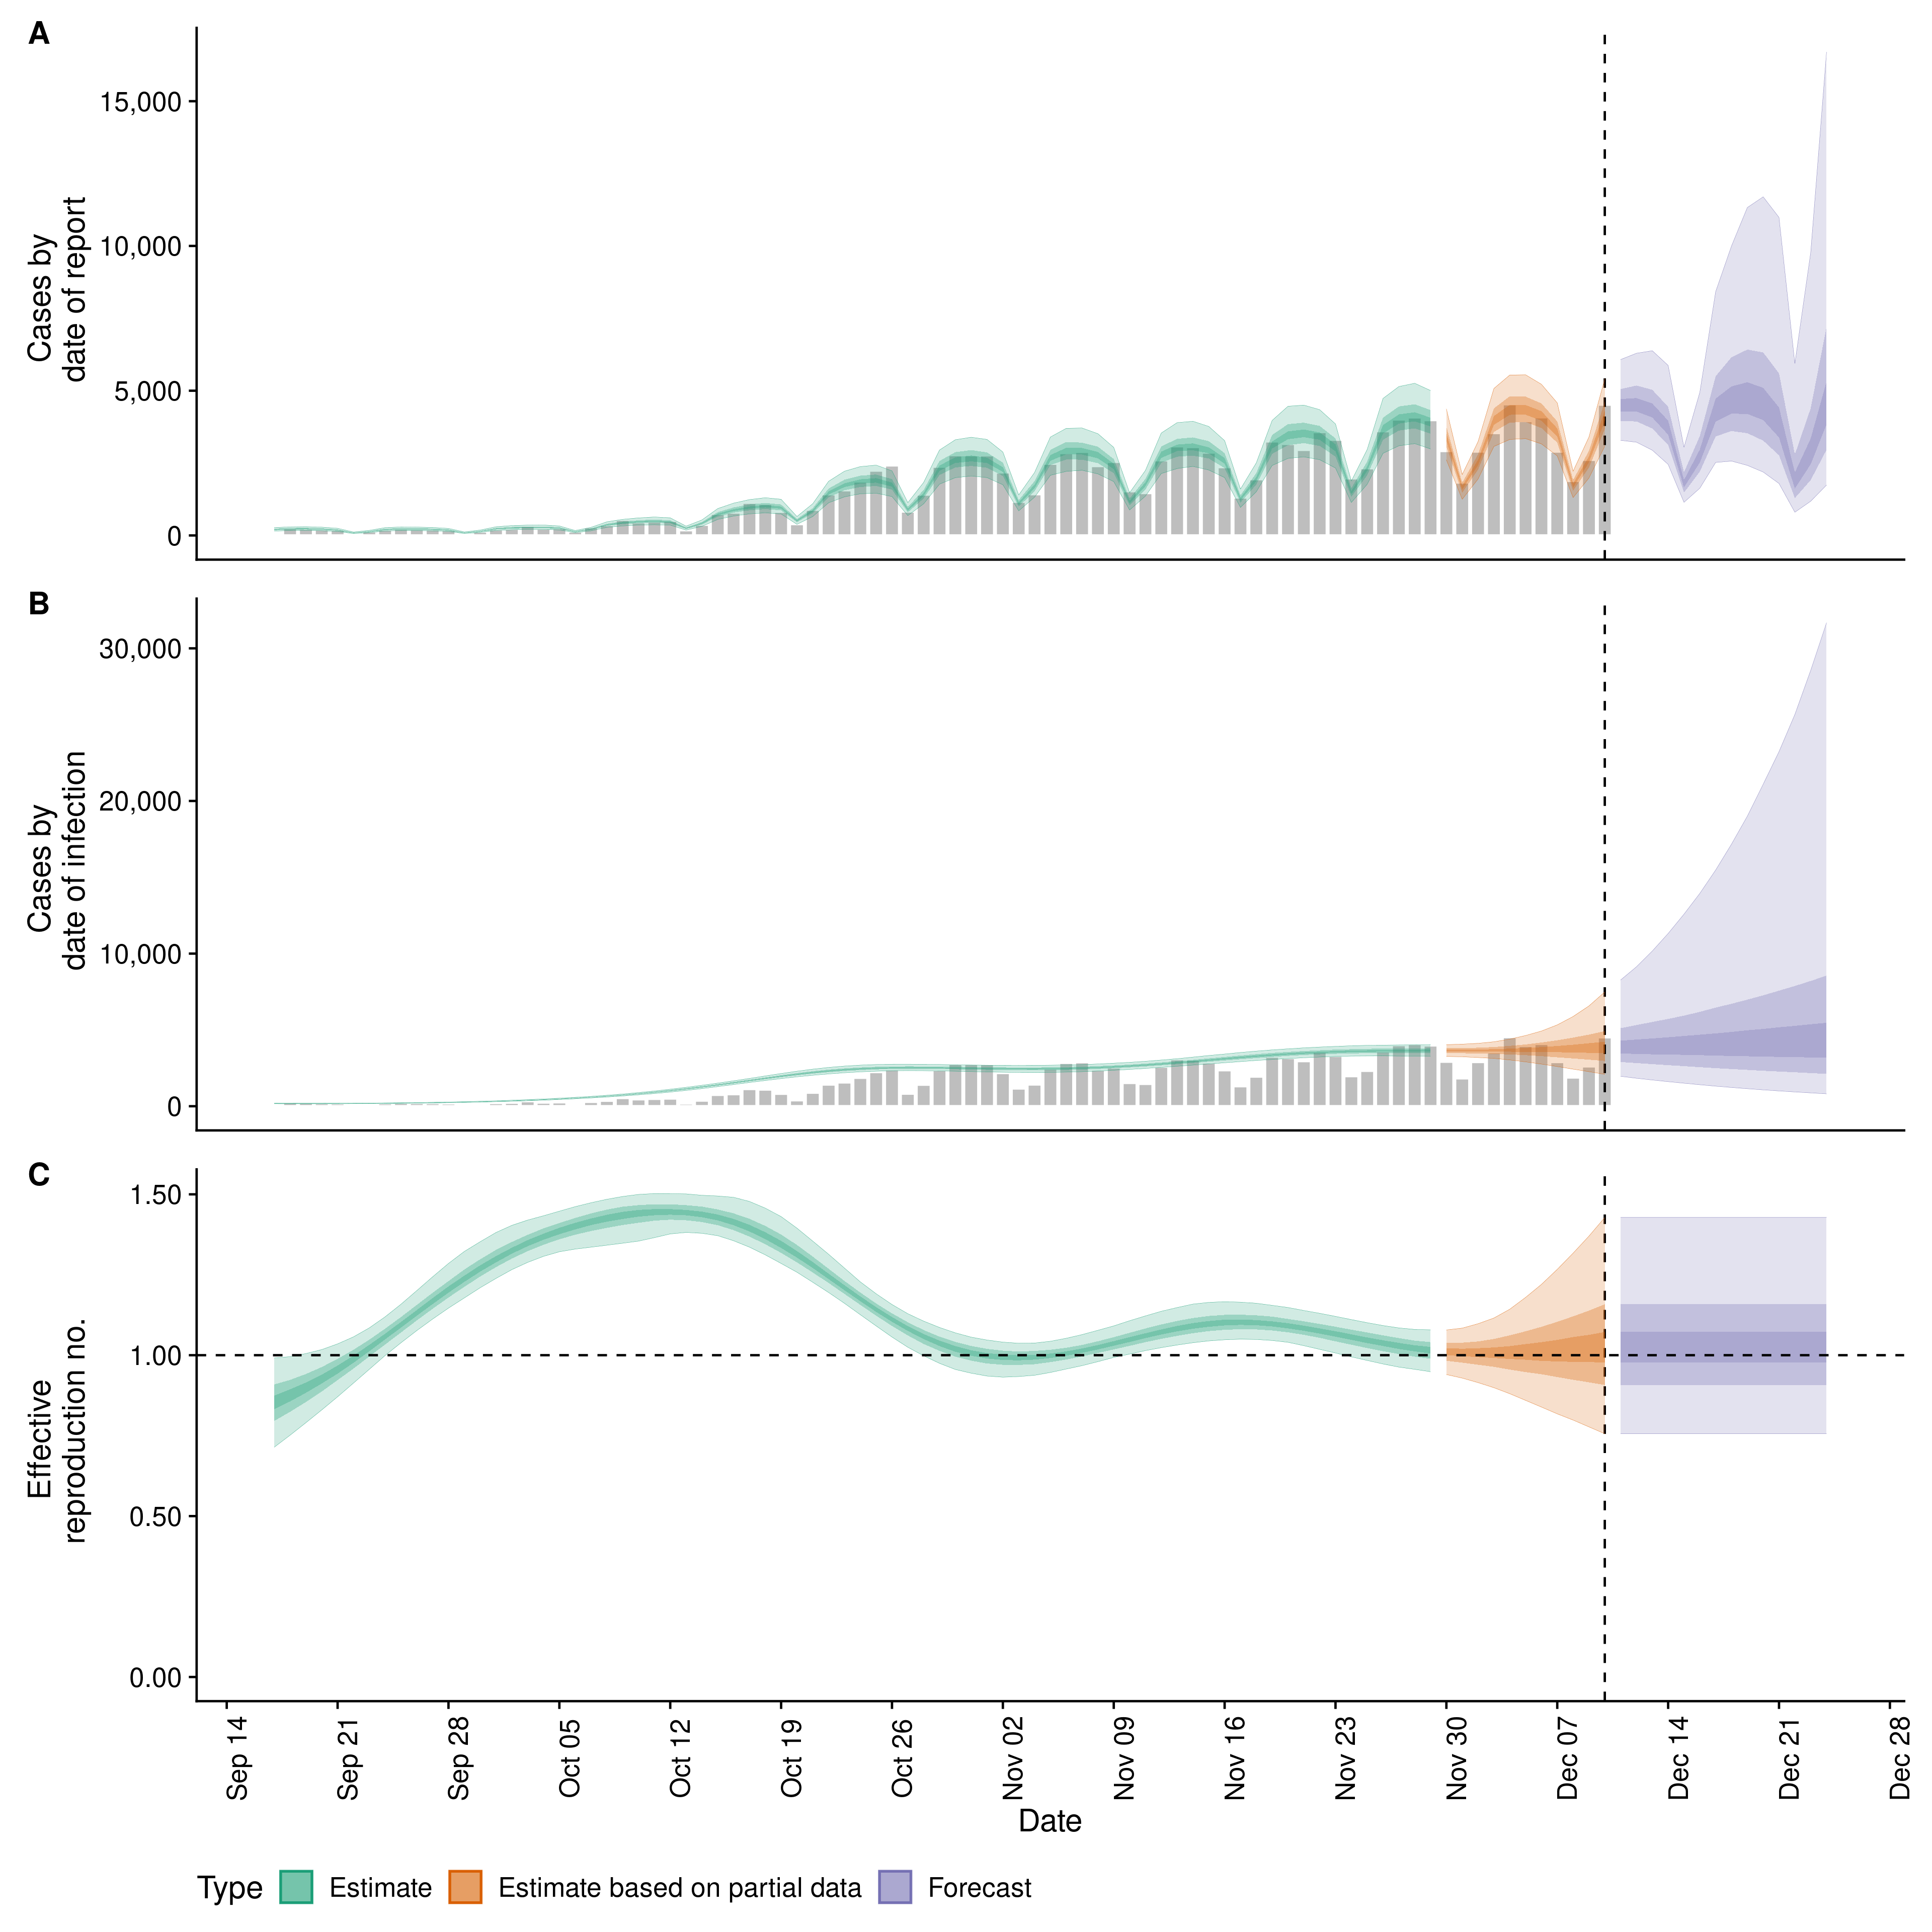 A
Cases by
date of report
15,000
10,000
5,000
0
B
Cases by
date of infection
30,000
20,000
10,000
0
C
Effective
reproduction no.
1.50
1.00
0.50
0.00
Sep 14
Sep 21
Sep 28
Oct 05
Oct 12
Oct 19
Oct 26
Nov 02
Nov 09
Nov 16
Nov 23
Nov 30
Dec 07
Dec 14
Dec 21
Dec 28
Date
Type Estimate Estimate based on partial data Forecast